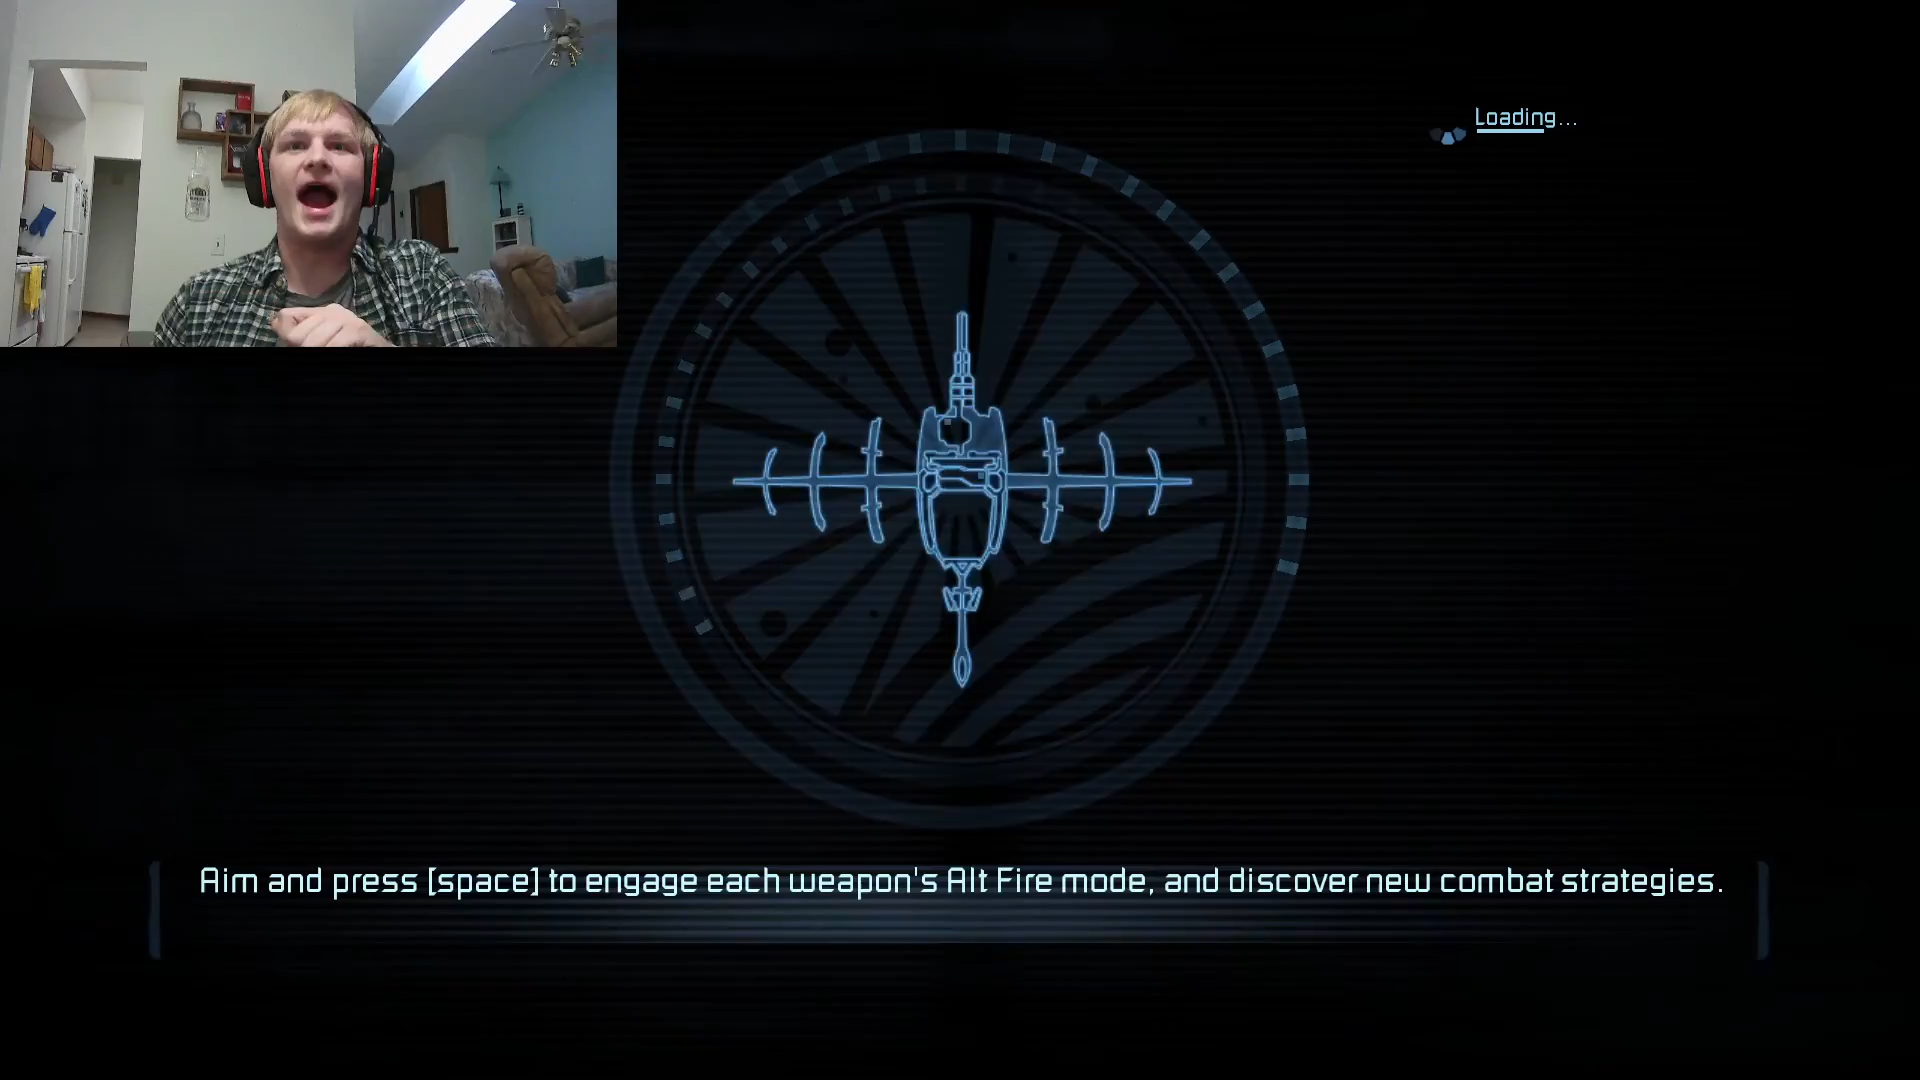 Loading...
Aim and press [space] to engage each weapon's Alt Fire mode, and discover new combat strategies.